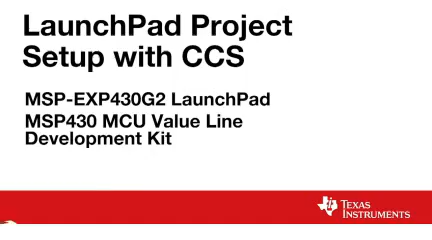 LaunchPad Project
Setup with CCS
MSP-EXP430G2 LaunchPad
MSP430 MCU Value Line
Development Kit
TEXAS
INSTRUMENTS